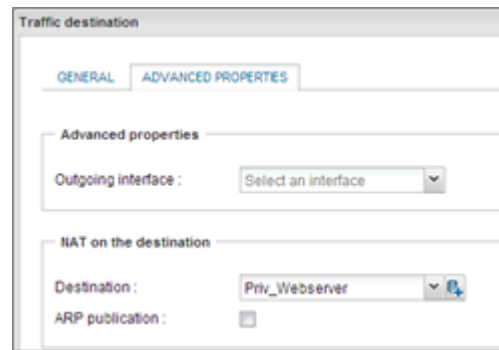 Traffic destination
GENERAL ADVANCED PROPERTIES
Advanced properties
Outgoing interface : Select an interface
NAT on the destination
Destination : Priv_Webserver
ARP publication :